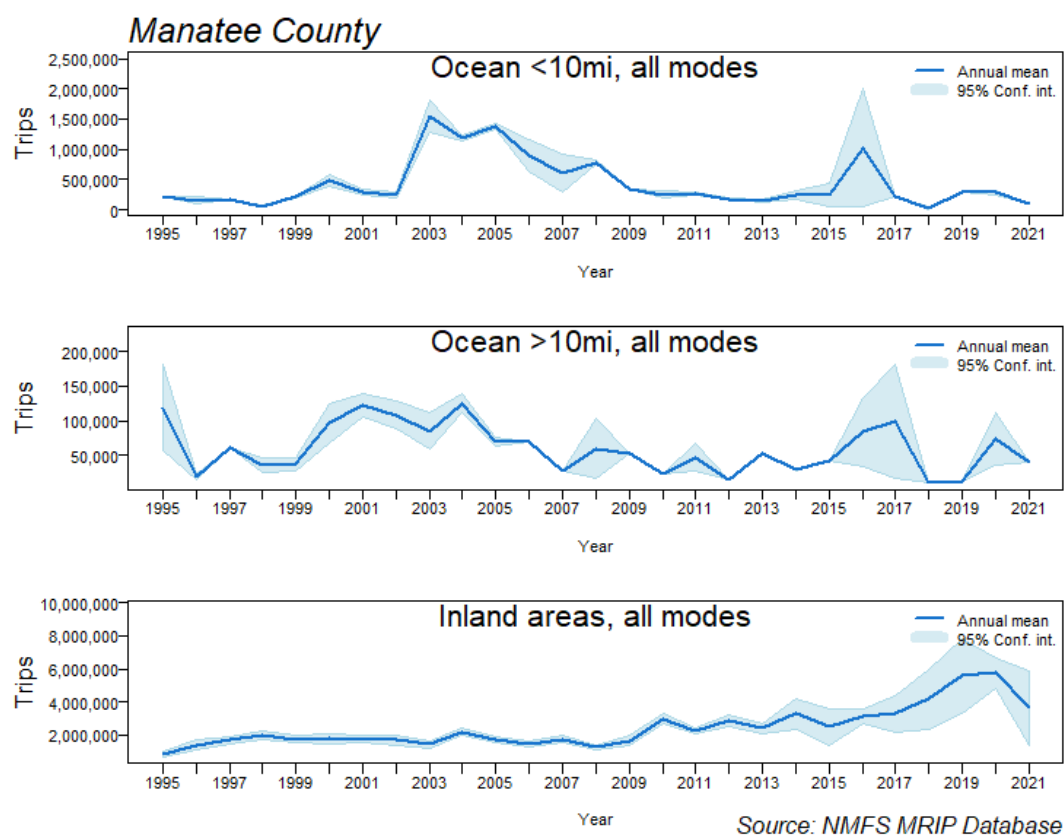 Manatee County
Ocean <10mi, all modes
Annual mean
95% Conf. int.
Trips
2,500,000
2,000,000
1,500,000
1,000,000
500,000
0
1995 1997 1999 2001 2003 2005 2007 2009 2011 2013 2015 2017 2019 2021
Year
Ocean >10mi, all modes
Annual mean
95% Conf. int.
Trips
200,000
150,000
100,000
50,000
1995 1997 1999 2001 2003 2005 2007 2009 2011 2013 2015 2017 2019 2021
Year
Inland areas, all modes
Annual mean
95% Conf. int.
Trips
10,000,000
8,000,000
6,000,000
4,000,000
2,000,000
1995 1997 1999 2001 2003 2005 2007 2009 2011 2013 2015 2017 2019 2021
Year
Source: NMFS MRIP Database